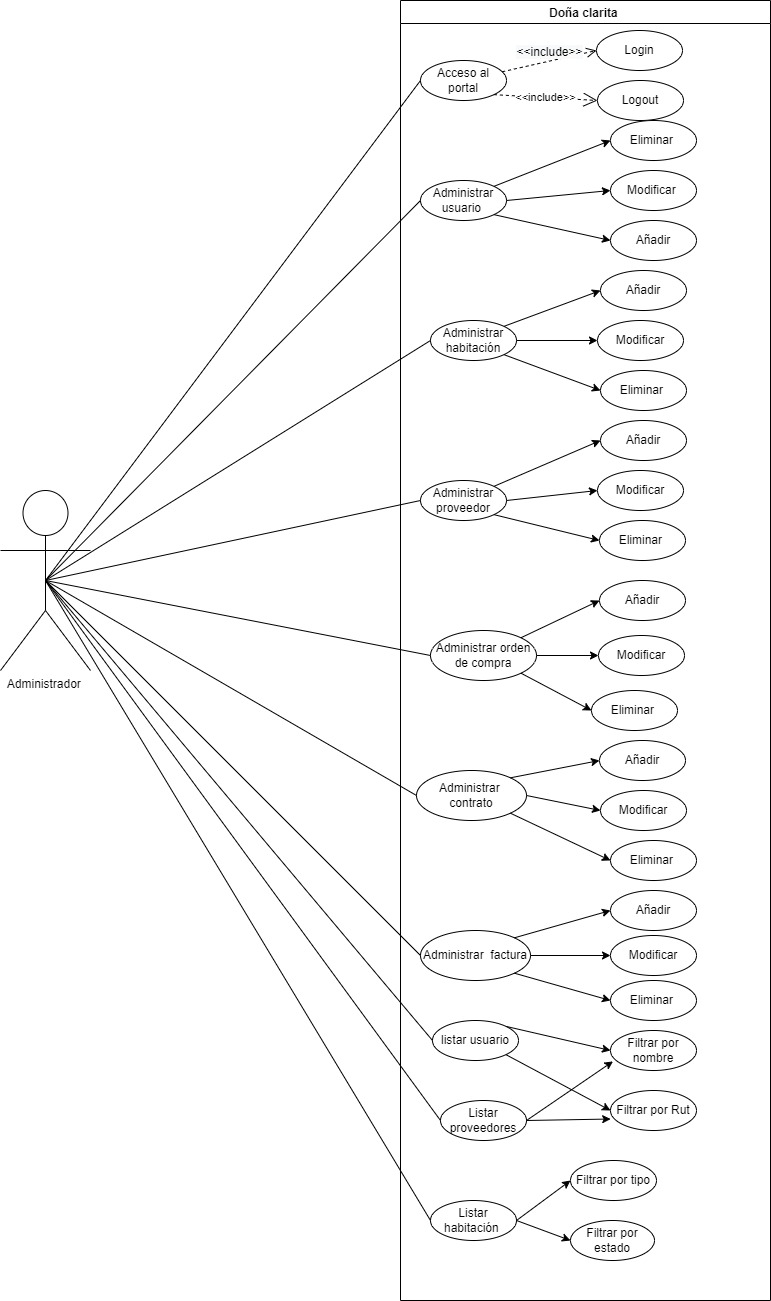 Doña clarita
<<include>>
Login
Acceso al
portal
<<include>>
Logout
Eliminar
Administrar
usuario
Modificar
Añadir
Añadir
Administrar
habitación
Modificar
Eliminar
Añadir
Administrar
proveedor
Modificar
Eliminar
Añadir
Administrar orden
de compra
Modificar
Administrador
Eliminar
Añadir
Administrar
contrato
Modificar
Eliminar
Añadir
Administrar factura
Modificar
Eliminar
listar usuario
Filtrar por
nombre
Listar
proveedores
Filtrar por Rut
Filtrar por tipo
Listar
habitación
Filtrar por
estado